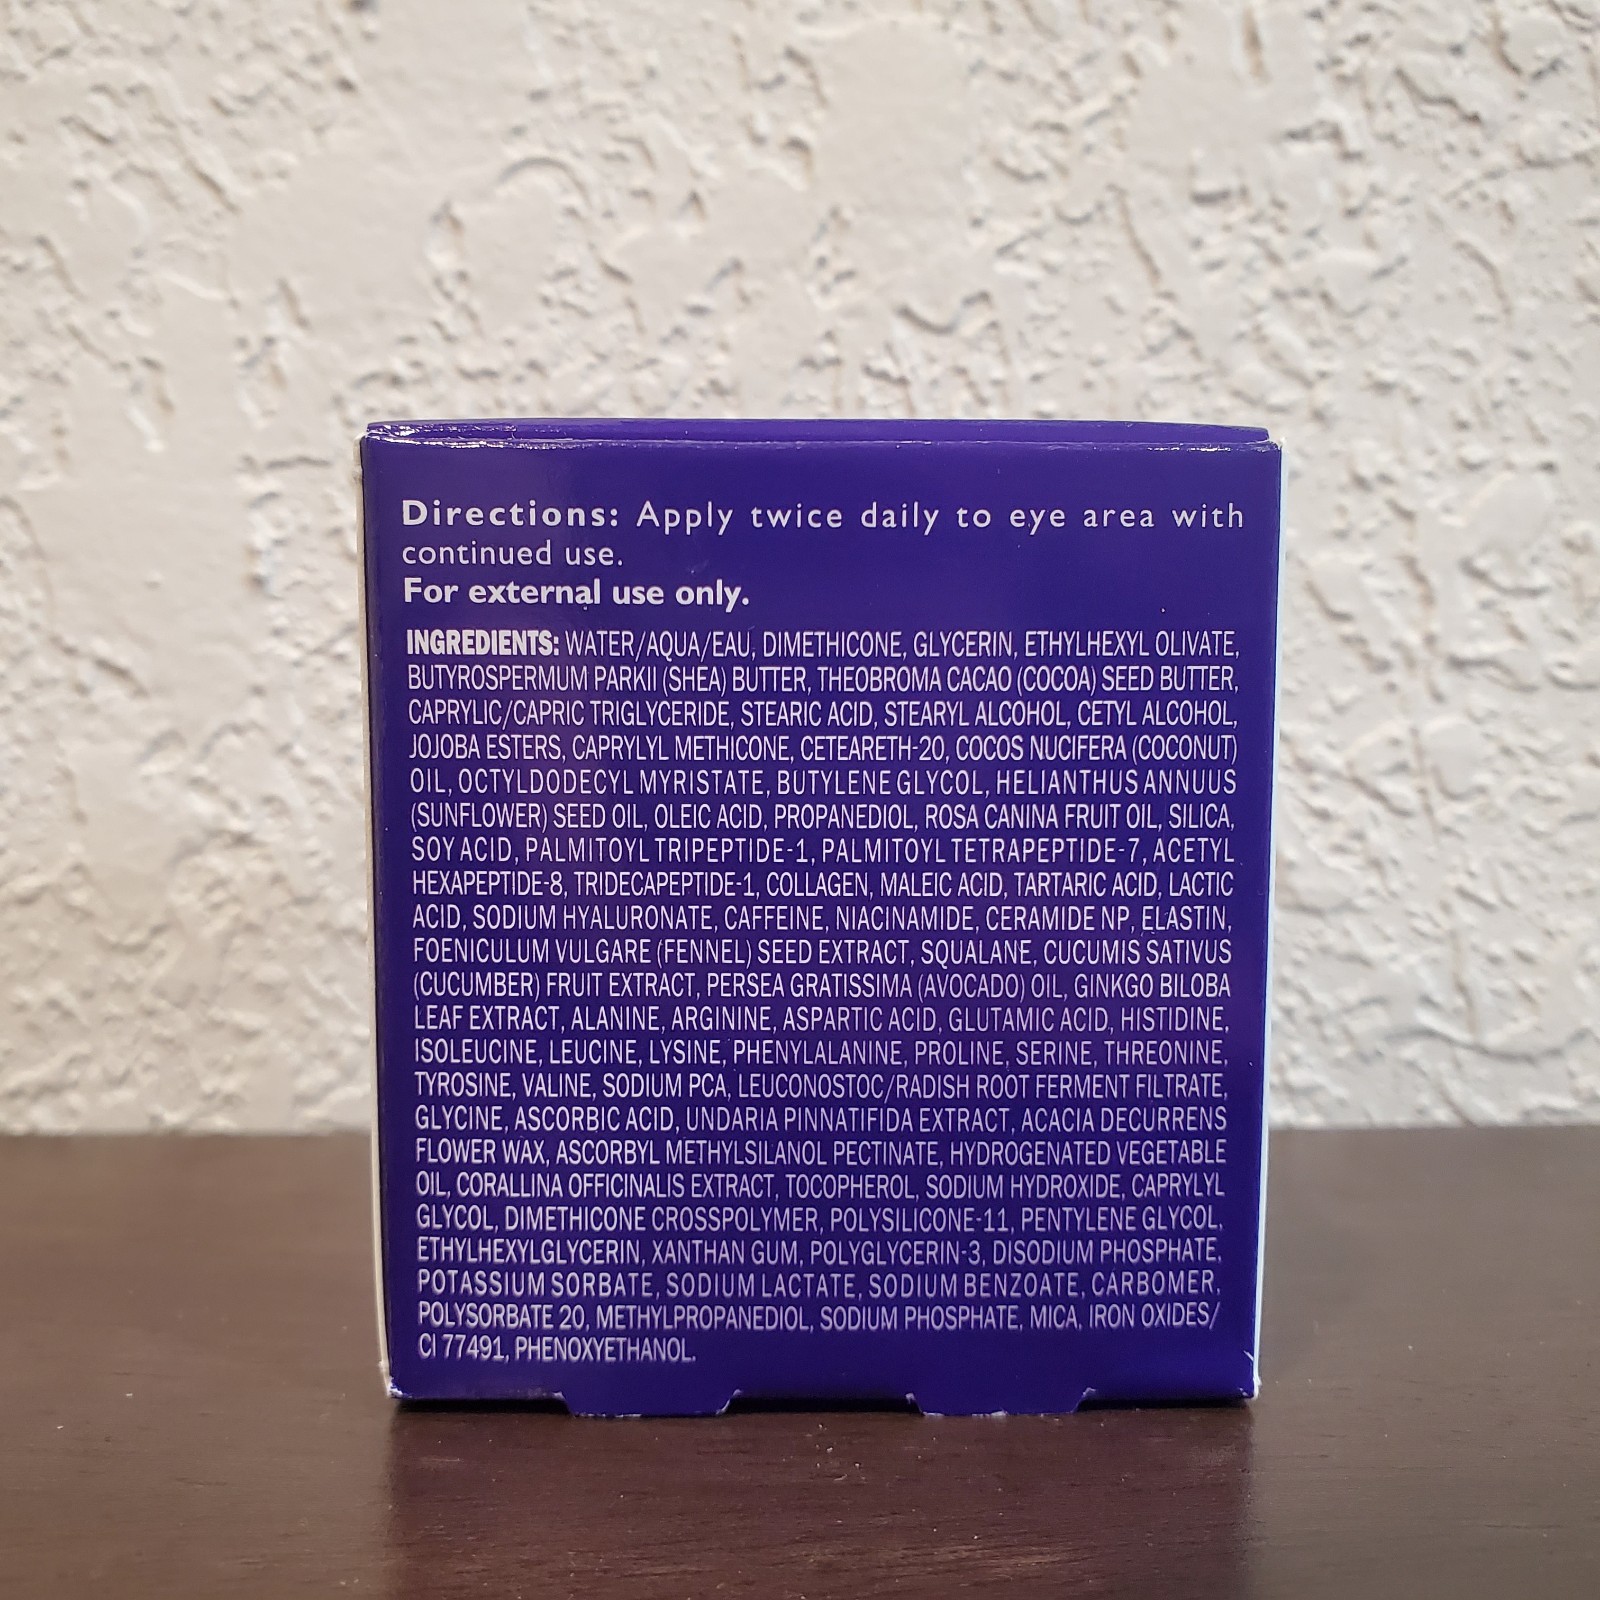 Directions: Apply twice daily to eye area with
continued use.
For external use only.
INGREDIENTS: WATER/AQUA/EAU, DIMETHICONE, GLYCERIN, ETHYLHEXYL OLIVATE,
BUTYROSPERMUM PARKII (SHEA) BUTTER, THEOBROMA CACAO (COCOA) SEED BUTTER,
CAPRYLIC/CAPRIC TRIGLYCERIDE, STEARIC ACID, STEARYL ALCOHOL, CETYL ALCOHOL,
JOJOBA ESTERS, CAPRYLYL METHICONE, CETEARETH-20, COCOS NUCIFERA (COCONUT)
OIL, OCTYLDODECYL MYRISTATE, BUTYLENE GLYCOL, HELIANTHUS ANNUUS
(SUNFLOWER) SEED OIL, OLEIC ACID, PROPANEDIOL, ROSA CANINA FRUIT OIL, SILICA,
SOY ACID, PALMITOYL TRIPEPTIDE-1, PALMITOYL TETRAPEPTIDE-7, ACETYL
HEXAPEPTIDE-8, TRIDECAPEPTIDE-1, COLLAGEN, MALEIC ACID, TARTARIC ACID, LACTIC
ACID, SODIUM HYALURONATE, CAFFEINE, NIACINAMIDE, CERAMIDE NP, ELASTIN,
FOENICULUM VULGARE (FENNEL) SEED EXTRACT, SQUALANE, CUCUMIS SATIVUS
(CUCUMBER) FRUIT EXTRACT, PERSEA GRATISSIMA (AVOCADO) OIL, GINKGO BILOBA
LEAF EXTRACT, ALANINE, ARGININE, ASPARTIC ACID, GLUTAMIC ACID, HISTIDINE,
ISOLEUCINE, LEUCINE, LYSINE, PHENYLALANINE, PROLINE, SERINE, THREONINE,
TYROSINE, VALINE, SODIUM PCA, LEUCONOSTOC/RADISH ROOT FERMENT FILTRATE,
GLYCINE, ASCORBIC ACID, UNDARIA PINNATIFIDA EXTRACT, ACACIA DECURRENS
FLOWER WAX, ASCORBYL METHYLSILANOL PECTINATE, HYDROGENATED VEGETABLE
OIL, CORALLINA OFFICINALIS EXTRACT, TOCOPHEROL, SODIUM HYDROXIDE, CAPRYLYL
GLYCOL, DIMETHICONE CROSSPOLYMER, POLYSILICONE-11, PENTYLENE GLYCOL,
ETHYLHEXYLGLYCERIN, XANTHAN GUM, POLYGLYCERIN-3, DISODIUM PHOSPHATE,
POTASSIUM SORBATE, SODIUM LACTATE, SODIUM BENZOATE, CARBOMER,
POLYSORBATE 20, METHYLPROPANEDIOL, SODIUM PHOSPHATE, MICA, IRON OXIDES/
CI 77491, PHENOXYETHANOL.